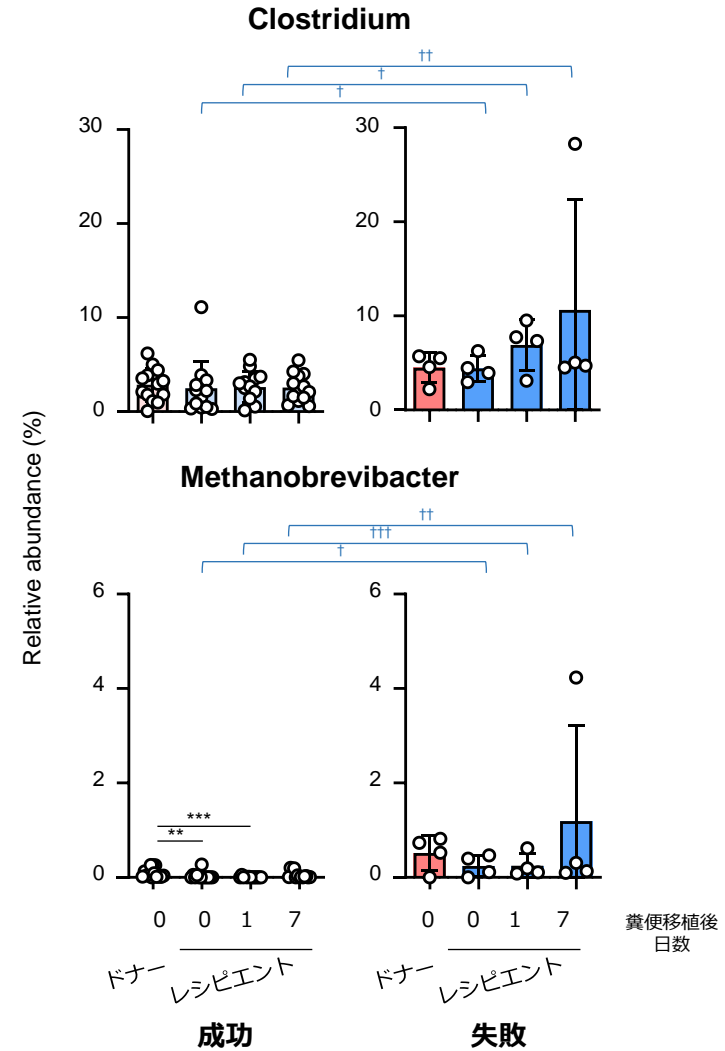 Clostridium
††
†
†
30
20
10
0
30
20
10
0
Relative abundance (%)
Methanobrevibacter
††
†††
†
6
4
2
0
***
**
6
4
2
0
0 0 1 7
0 0 1 7
糞便移植後
日数
ドナー
レシピエント
ドナー
レシピエント
成功
失敗